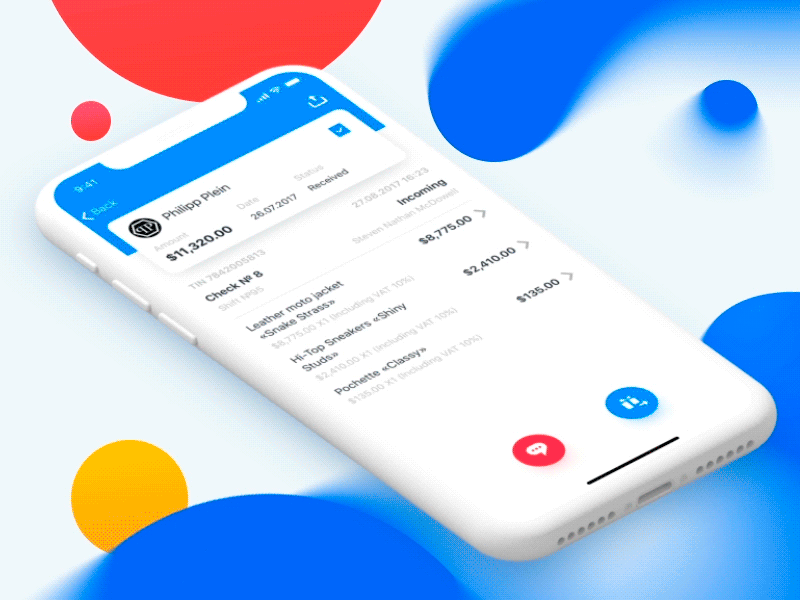 9:41
Back
Philipp Plein
Amount
Date
Status
$11,320.00
26.07.2017
Received
TIN 7842005813
27.08.2017 16:23
Check № 8
Incoming
Shift №95
Steven Nathan McDowell
Leather moto jacket
«Snake Strass»
$8,775.00
$8,775.00 X1 (Including VAT 10%)
Hi-Top Sneakers «Shiny
Studs»
$2,410.00
$2,410.00 X1 (Including VAT 10%)
Pochette «Classy»
$135.00
$135.00 X1 (Including VAT 10%)